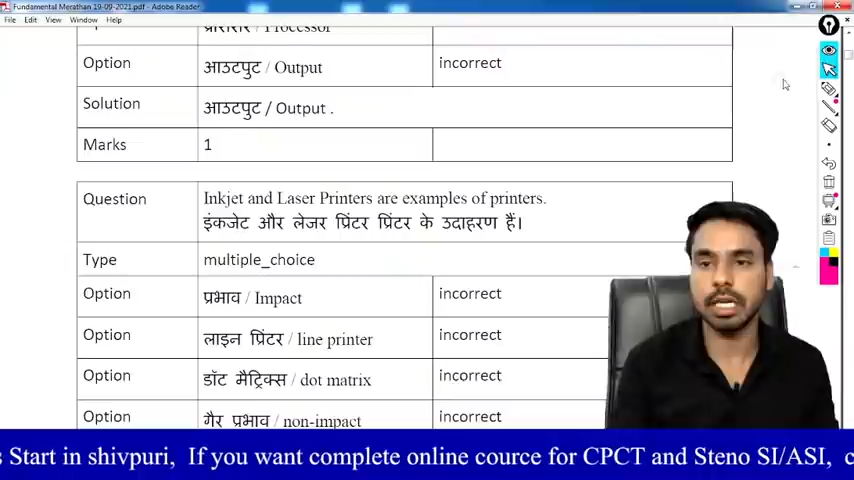 Fundamental Merathan 19-09-2021.pdf - Adobe Reader
File Edit View Window Help
/ Processor
Option आउटपुट / Output incorrect
Solution आउटपुट / Output .
Marks 1
Question Inkjet and Laser Printers are examples of printers.
इंकजेट और लेजर प्रिंटर प्रिंटर के उदाहरण हैं।
Type multiple_choice
Option प्रभाव / Impact incorrect
Option लाइन प्रिंटर / line printer incorrect
Option डॉट मैट्रिक्स / dot matrix incorrect
Option गैर प्रभाव / non-impact incorrect
s Start in shivpuri, If you want complete online cource for CPCT and Steno SI/ASI, c